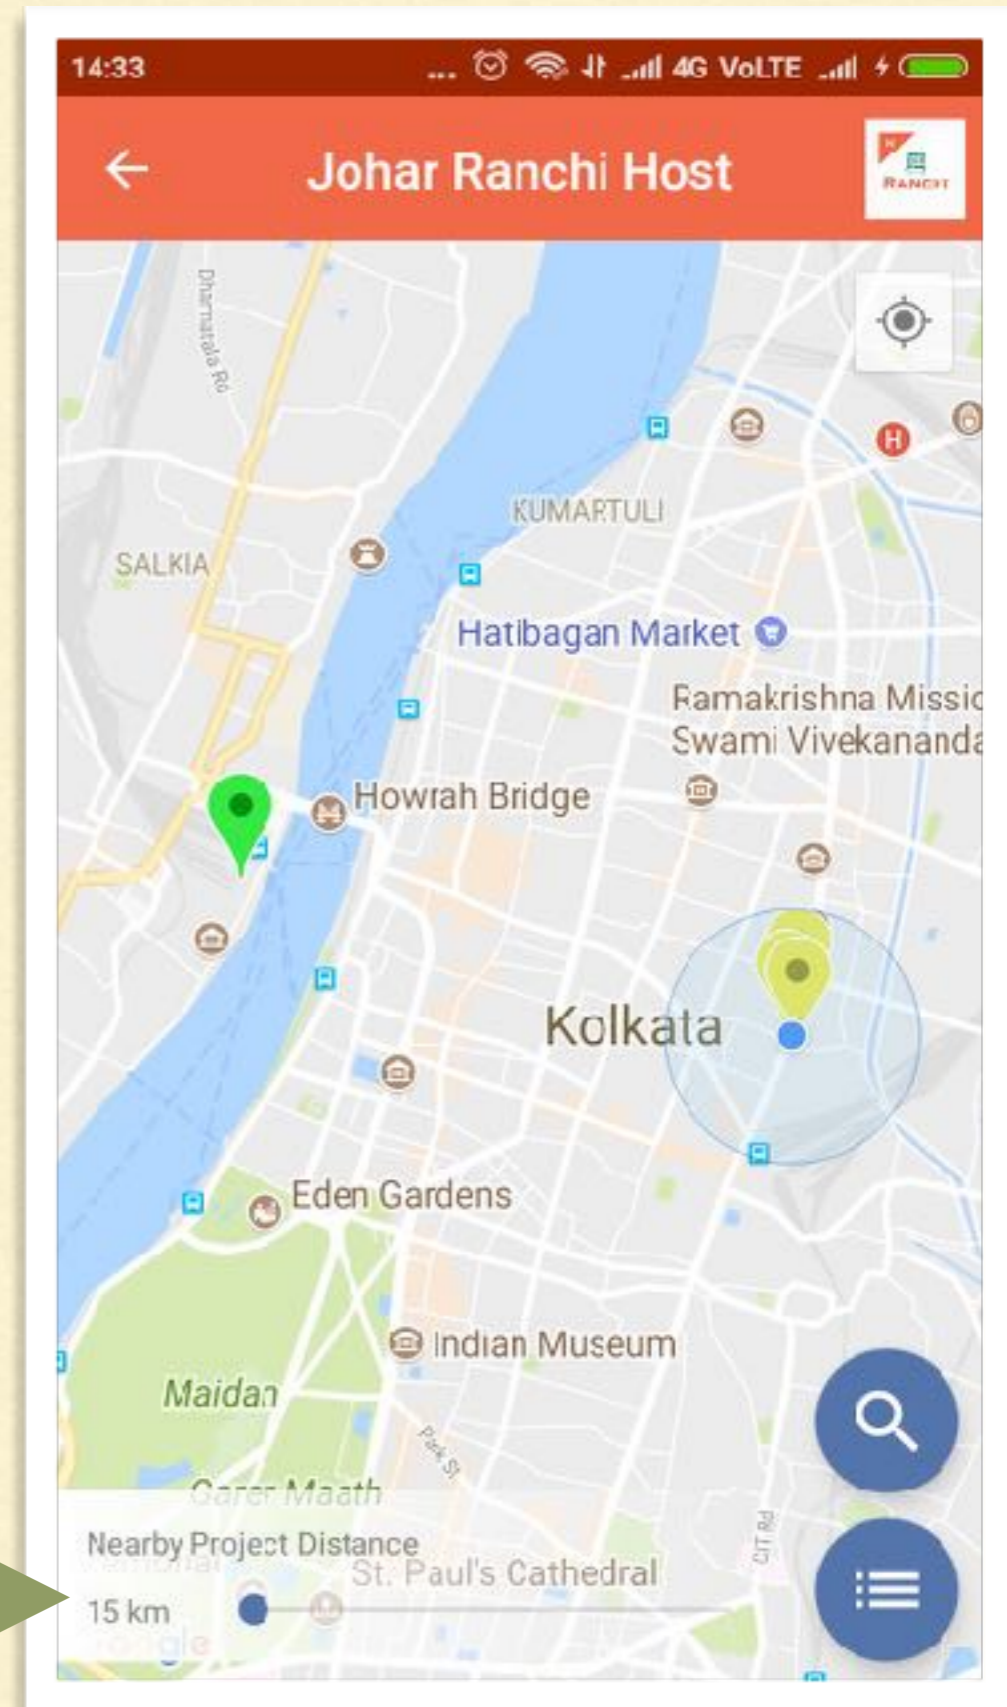 14:33
... 4G VoLTE
Johar Ranchi Host
RANCHI
Dharmatala Rd
KUMARTULI
SALKIA
H
Hatibagan Market
Ramakrishna Missio
Swami Vivekananda
Howrah Bridge
Kolkata
Eden Gardens
Indian Museum
Maidan
Park St
Gorer Maath
CIT Rd
Nearby Project Distance
St. Paul's Cathedral
15 km